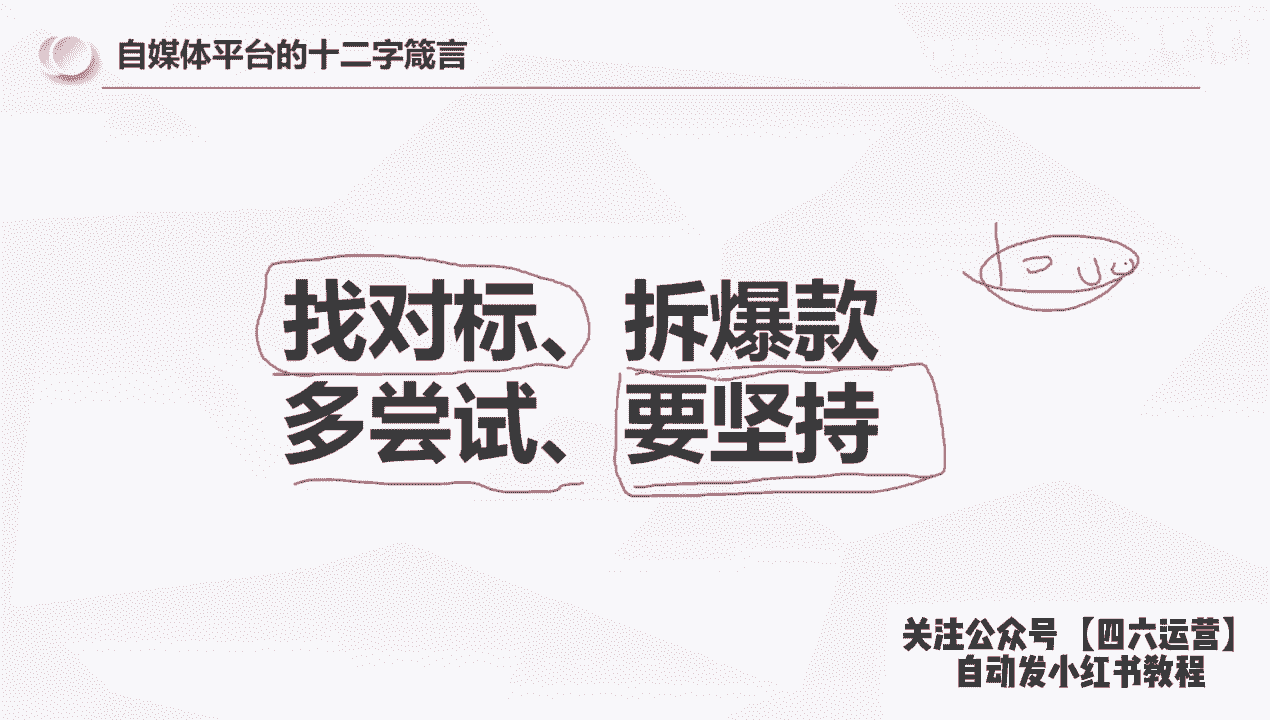 自媒体平台的十二字箴言
找对标、拆爆款
多尝试、要坚持
关注公众号【四六运营】
自动发小红书教程